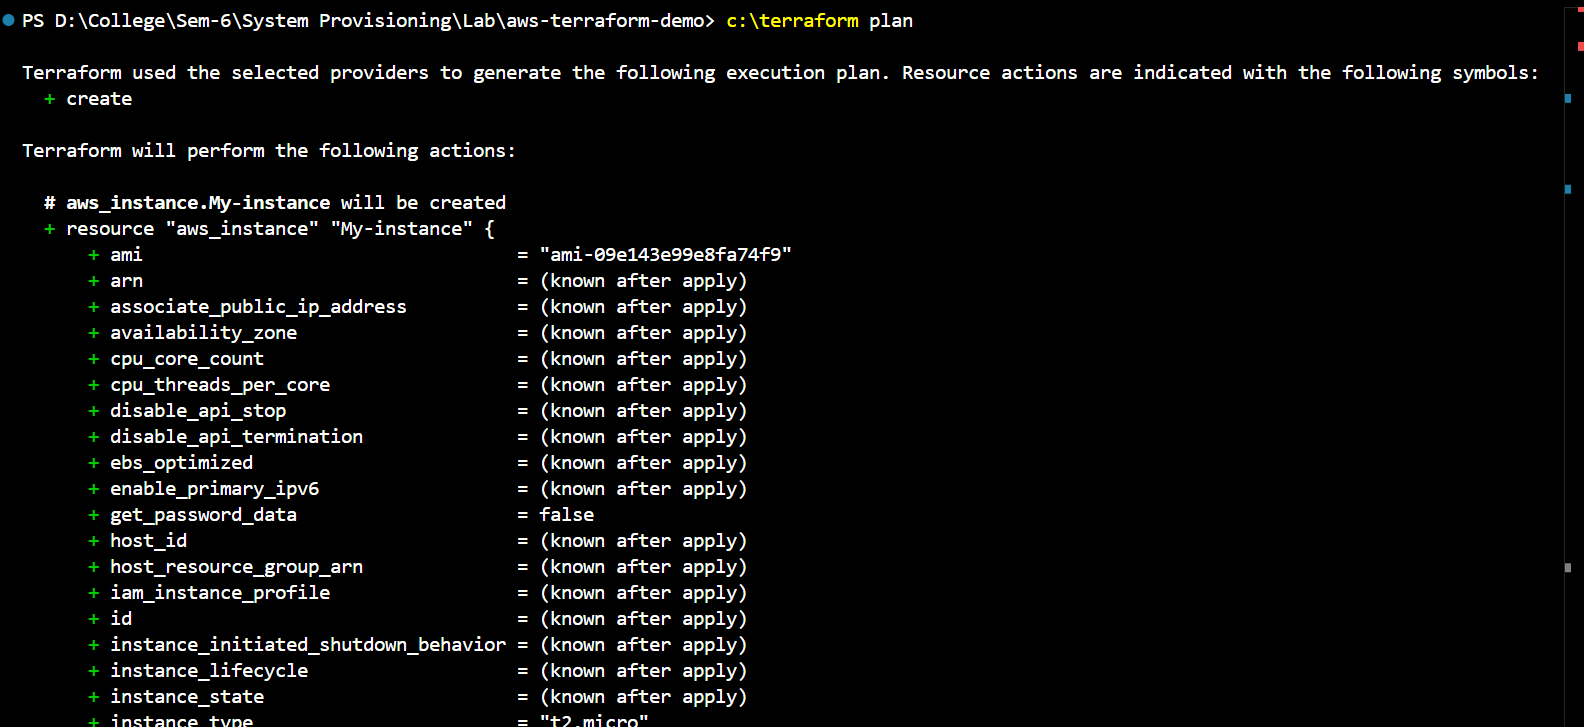 PS D:\College\Sem-6\System Provisioning\Lab\aws-terraform-demo> c:\terraform plan
Terraform used the selected providers to generate the following execution plan. Resource actions are indicated with the following symbols:
+ create
Terraform will perform the following actions:
# aws_instance.My-instance will be created
+ resource "aws_instance" "My-instance" {
+ ami = "ami-09e143e99e8fa74f9"
+ arn = (known after apply)
+ associate_public_ip_address = (known after apply)
+ availability_zone = (known after apply)
+ cpu_core_count = (known after apply)
+ cpu_threads_per_core = (known after apply)
+ disable_api_stop = (known after apply)
+ disable_api_termination = (known after apply)
+ ebs_optimized = (known after apply)
+ enable_primary_ipv6 = (known after apply)
+ get_password_data = false
+ host_id = (known after apply)
+ host_resource_group_arn = (known after apply)
+ iam_instance_profile = (known after apply)
+ id = (known after apply)
+ instance_initiated_shutdown_behavior = (known after apply)
+ instance_lifecycle = (known after apply)
+ instance_state = (known after apply)
+ instance_type = "t2.micro"